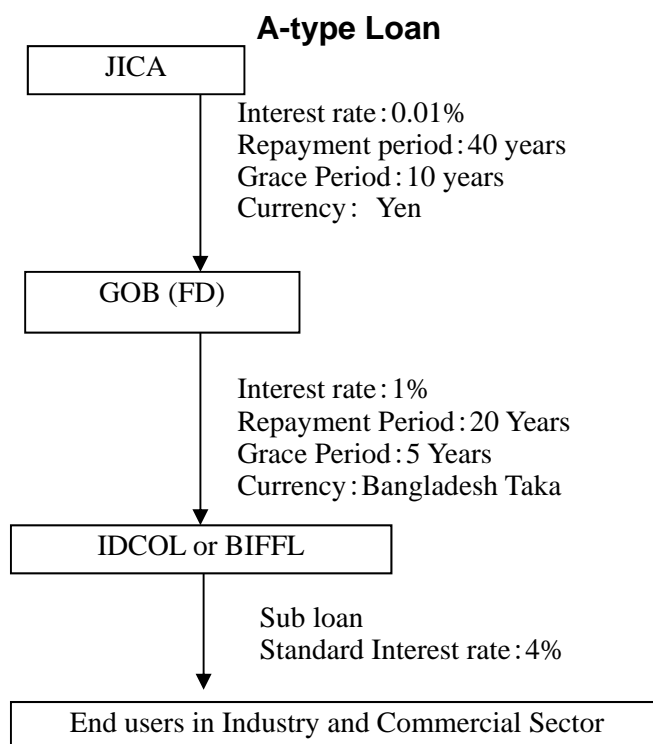 A-type Loan
JICA
Interest rate:0.01%
Repayment period:40 years
Grace Period:10 years
Currency: Yen
GOB (FD)
Interest rate:1%
Repayment Period:20 Years
Grace Period:5 Years
Currency:Bangladesh Taka
IDCOL or BIFFL
Sub loan
Standard Interest rate:4%
End users in Industry and Commercial Sector